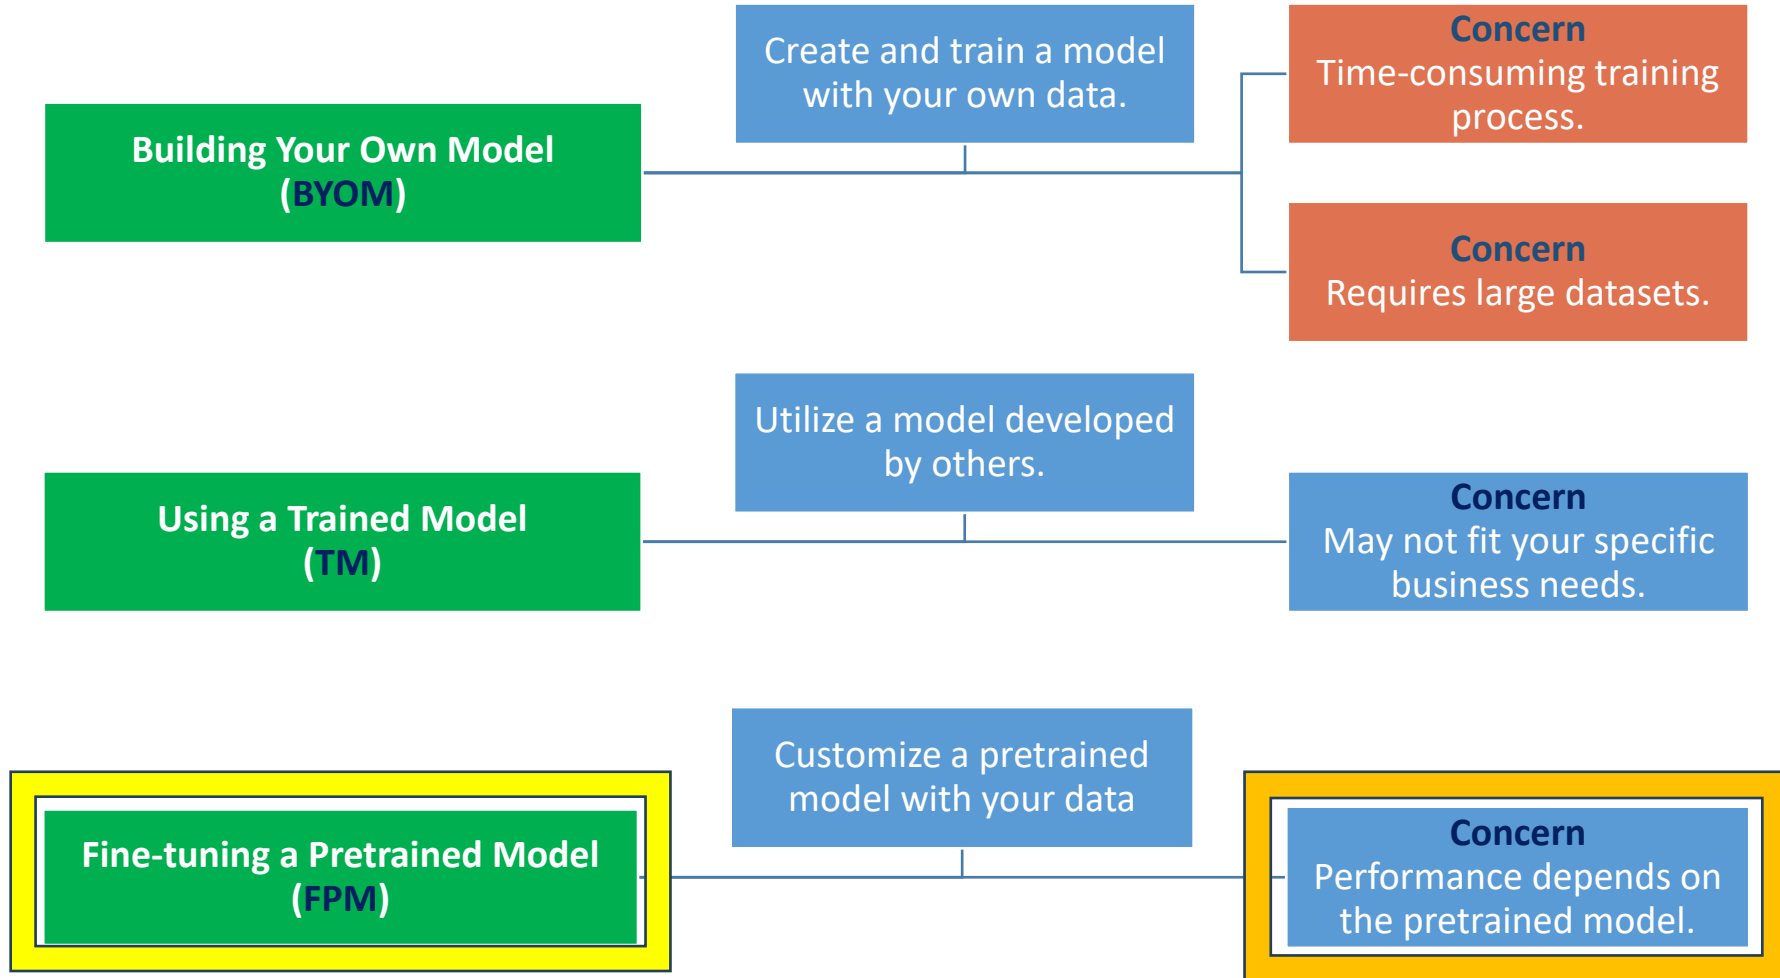 Building Your Own Model
(BYOM)
Create and train a model
with your own data.
Concern
Time-consuming training
process.
Concern
Requires large datasets.
Using a Trained Model
(TM)
Utilize a model developed
by others.
Concern
May not fit your specific
business needs.
Fine-tuning a Pretrained Model
(FPM)
Customize a pretrained
model with your data
Concern
Performance depends on
the pretrained model.